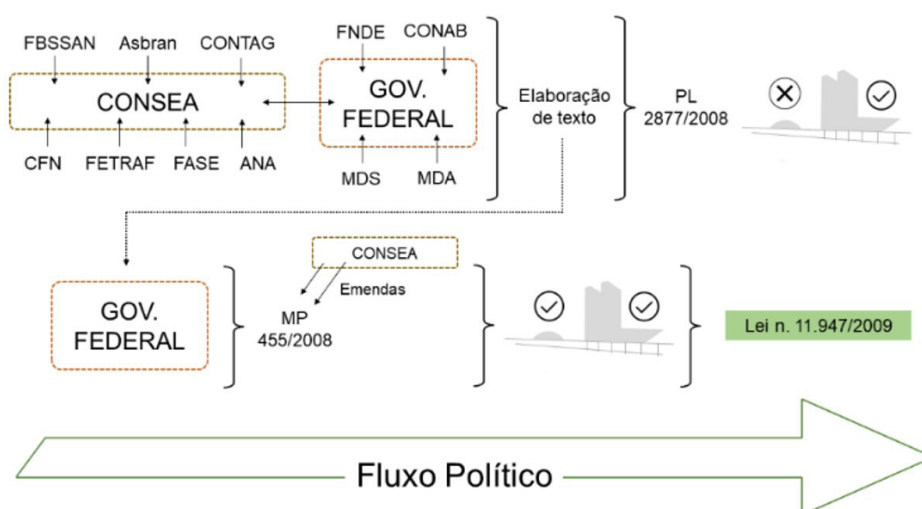 FBSSAN Asbran CONTAG
FNDE CONAB
CONSEA
GOV.
FEDERAL
CFN FETRAF FASE ANA
MDS MDA
Elaboração
de texto
PL
2877/2008
GOV.
FEDERAL
CONSEA
Emendas
MP
455/2008
Lei n. 11.947/2009
Fluxo Político